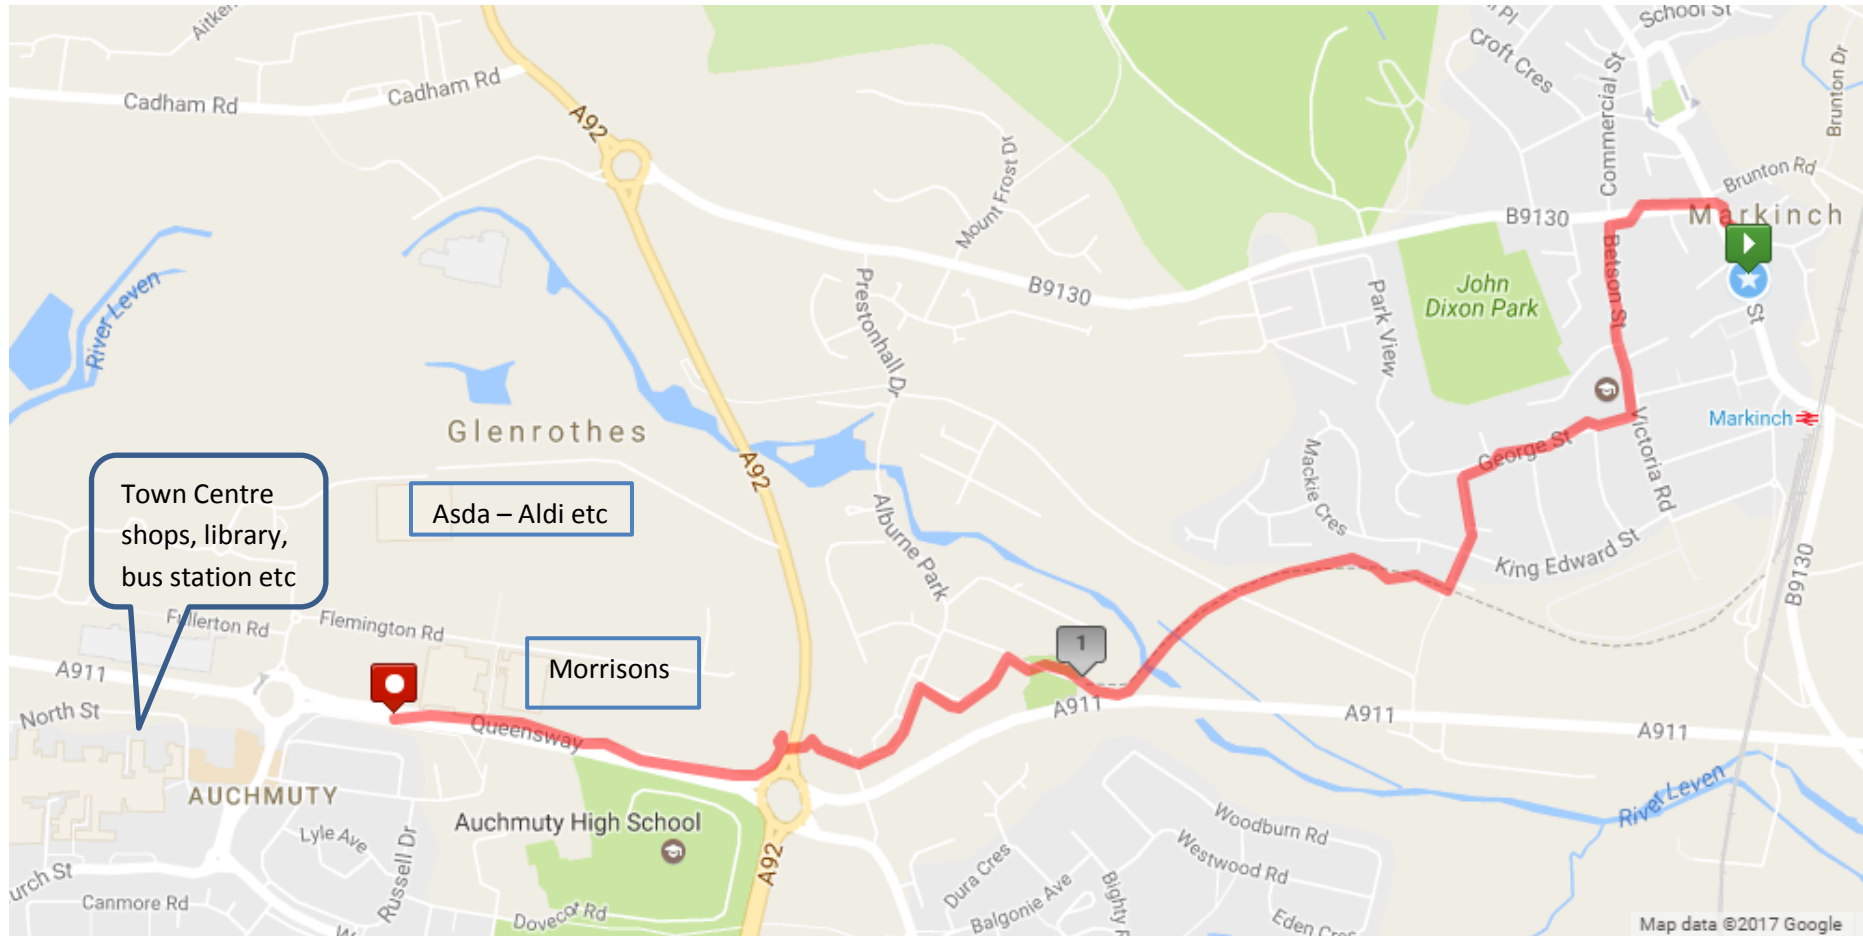 School St
Croft Cres
Commercial St
Brunton Dr
Cadham Rd
Cadham Rd
A92
Mount Frost Dr
Brunton Rd
B9130
Markinch
Betson St
St
River Leven
Prestonhall Dr
B9130
Park View
John
Dixon Park
Glenrothes
A92
Markinch
Victoria Rd
George St
Mackie Cres
Town Centre
shops, library,
bus station etc
Asda – Aldi etc
Alburne Park
King Edward St
B9130
Fullerton Rd
Flemington Rd
1
A911
Morrisons
North St
Queensway
A911
A911
A911
AUCHMUTY
River Leven
Lyle Ave
Russell Dr
Auchmuty High School
Woodburn Rd
Westwood Rd
A92
Dura Cres
Balgonie Ave
Canmore Rd
Dovecot Rd
Map data ©2017 Google